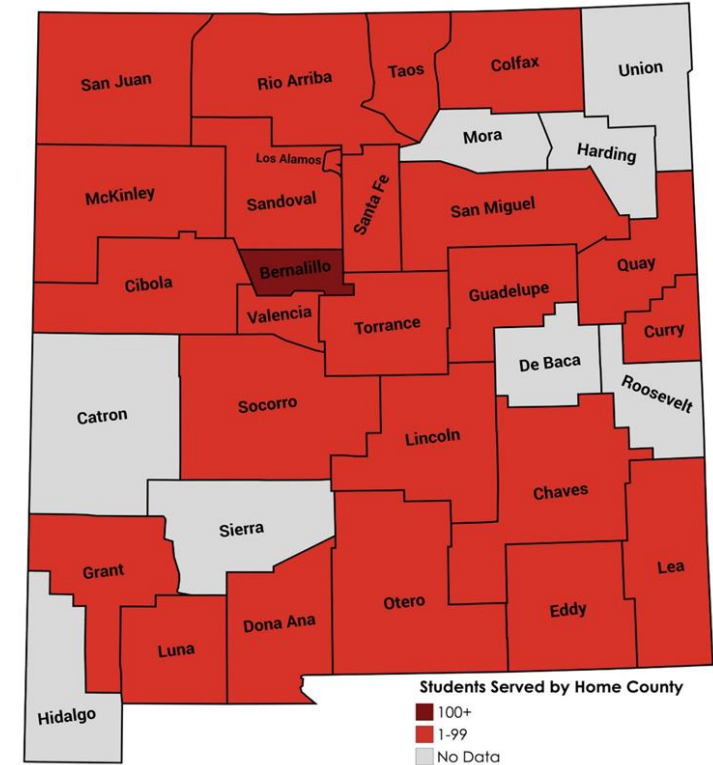 San Juan
Rio Arriba
Taos
Colfax
Union
Mora
Harding
Los Alamos
McKinley
Sandoval
Santa Fe
San Miguel
Bernalillo
Cibola
Quay
Guadelupe
Valencia
Torrance
Curry
De Baca
Roosevelt
Catron
Socorro
Lincoln
Chaves
Sierra
Grant
Lea
Otero
Eddy
Dona Ana
Luna
Hidalgo
Students Served by Home County
100+
1-99
No Data